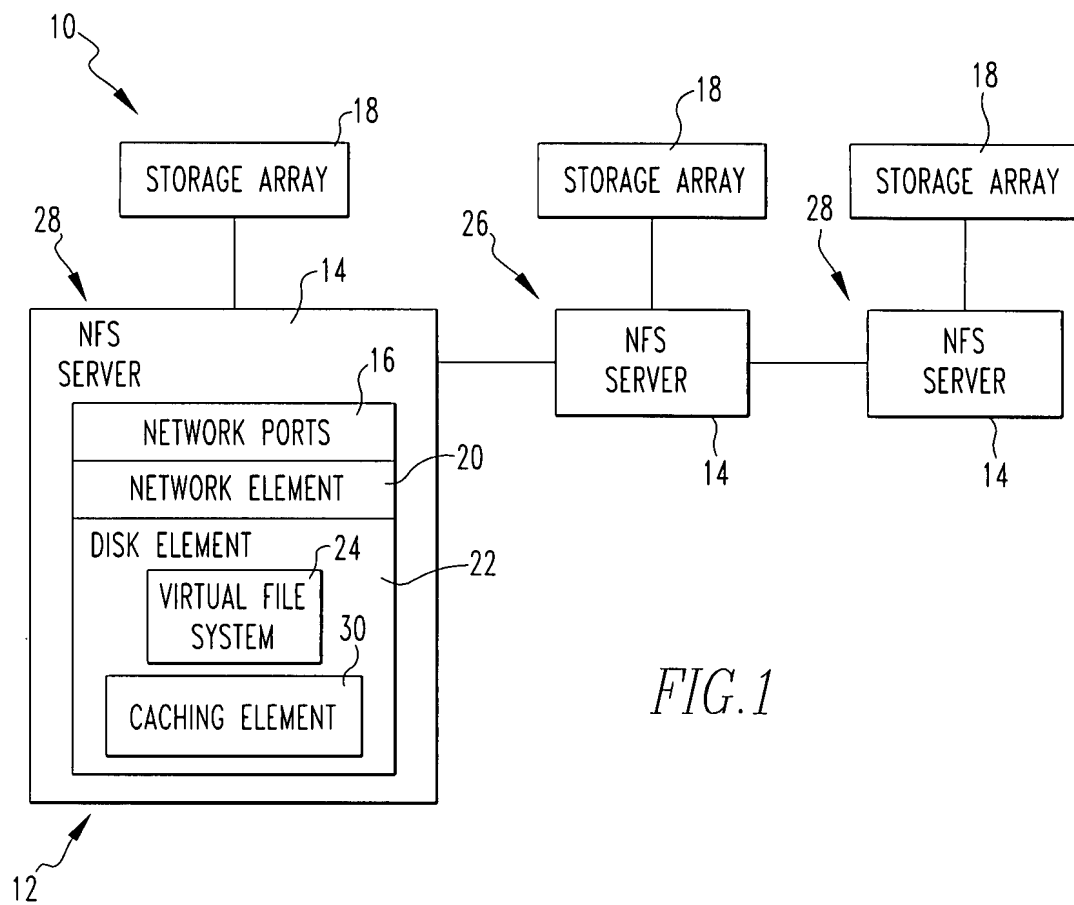 10
18
STORAGE ARRAY
18
STORAGE ARRAY
18
STORAGE ARRAY
28
14
NFS
SERVER
16
NETWORK PORTS
20
NETWORK ELEMENT
DISK ELEMENT
24
22
VIRTUAL FILE
SYSTEM
30
CACHING ELEMENT
12
26
NFS
SERVER
14
28
NFS
SERVER
14
FIG.1